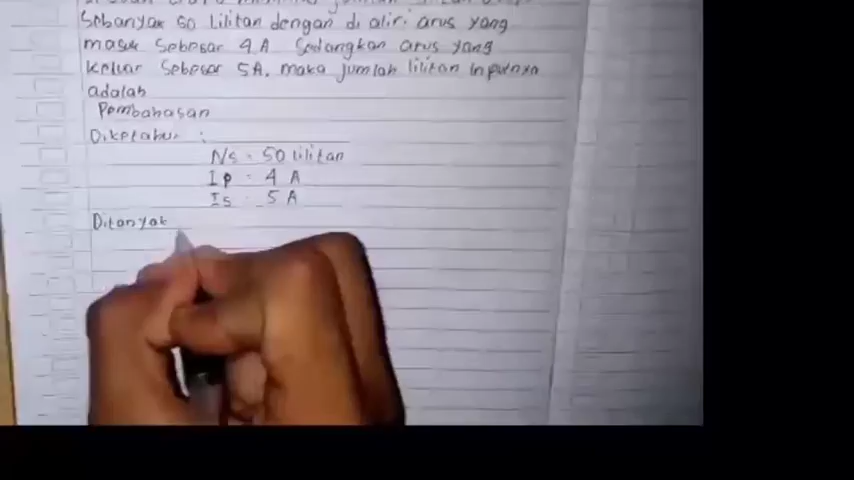 Sebanyak 50 lilitan dengan di aliri arus yang
masuk sebesar 4 A Sedangkan arus yang
keluar sebesar 5A. maka jumlah lilitan inputnya
adalah
Pembahasan
Diketahui :
Ns = 50 lilitan
Ip = 4 A
Is = 5 A
Ditanyak